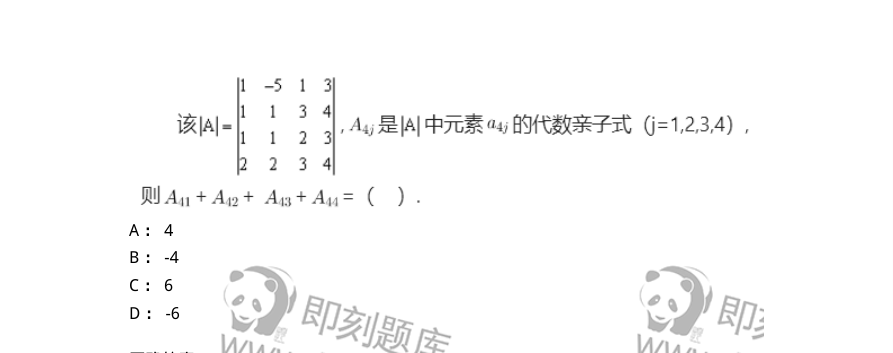 1 -5 1 3
1 1 3 4
该|A|= , A4j 是|A|中元素 a4j 的代数亲子式（j=1,2,3,4），
1 1 2 3
2 2 3 4
则 A41 + A42 + A43 + A44 =（ ）.
A： 4
B： -4
C： 6
D： -6
即刻题库
即刻